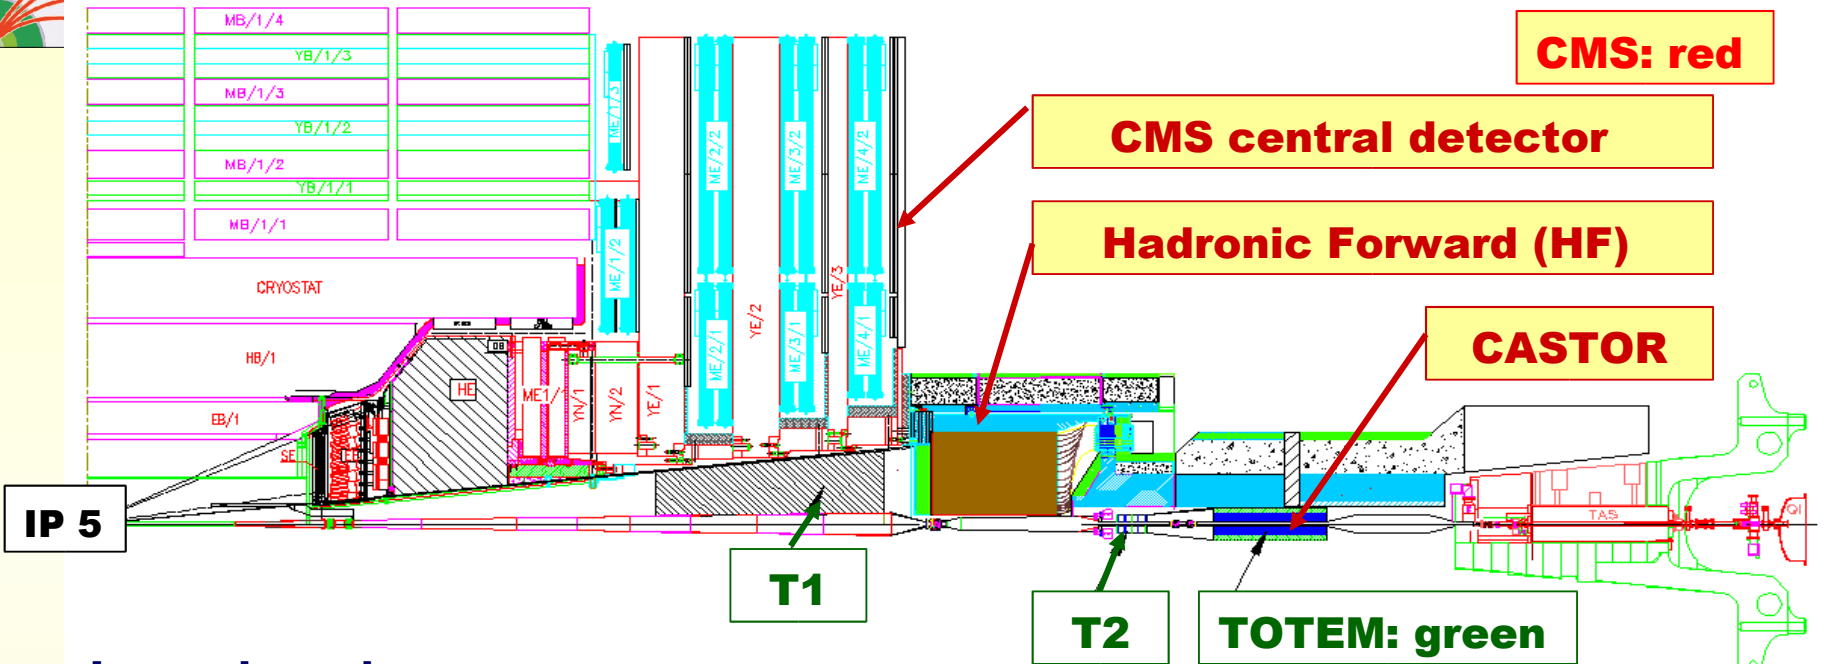 MB/1/4
YB/1/3
MB/1/3
YB/1/2
MB/1/2
YB/1/1
MB/1/1
CRYOSTAT
HB/1
EB/1
SE
HE
DB
ME1/1
YN/1
YN/2
YE/1
ME/1/3
ME/1/2
ME/2/2
ME/2/1
YE/2
ME/3/2
ME/3/1
YE/3
ME/4/2
ME/4/1
CMS: red
CMS central detector
Hadronic Forward (HF)
CASTOR
TAS
Q1
IP 5
T1
T2
TOTEM: green